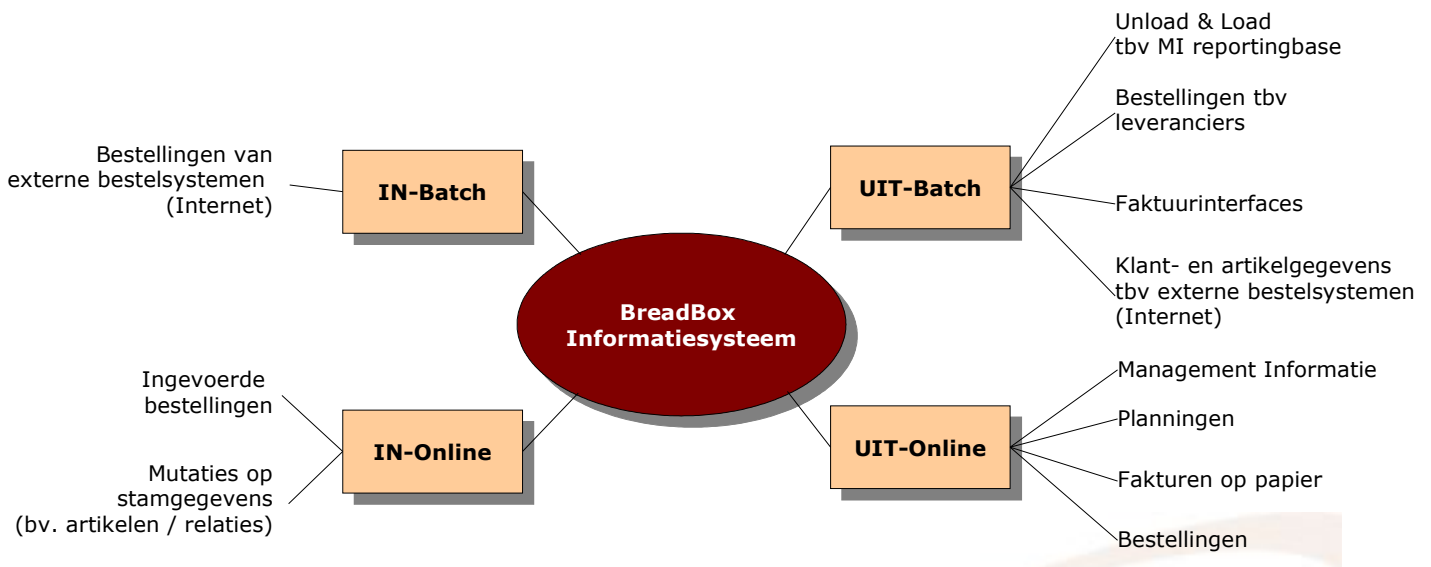 Unload & Load
tbv MI reportingbase
Bestellingen tbv
leveranciers
Bestellingen van
externe bestelsystemen
(Internet)
IN-Batch
UIT-Batch
Faktuurinterfaces
Klant- en artikelgegevens
tbv externe bestelsystemen
(Internet)
BreadBox
Informatiesysteem
Ingevoerde
bestellingen
Mutaties op
stamgegevens
(bv. artikelen / relaties)
IN-Online
UIT-Online
Management Informatie
Planningen
Fakturen op papier
Bestellingen